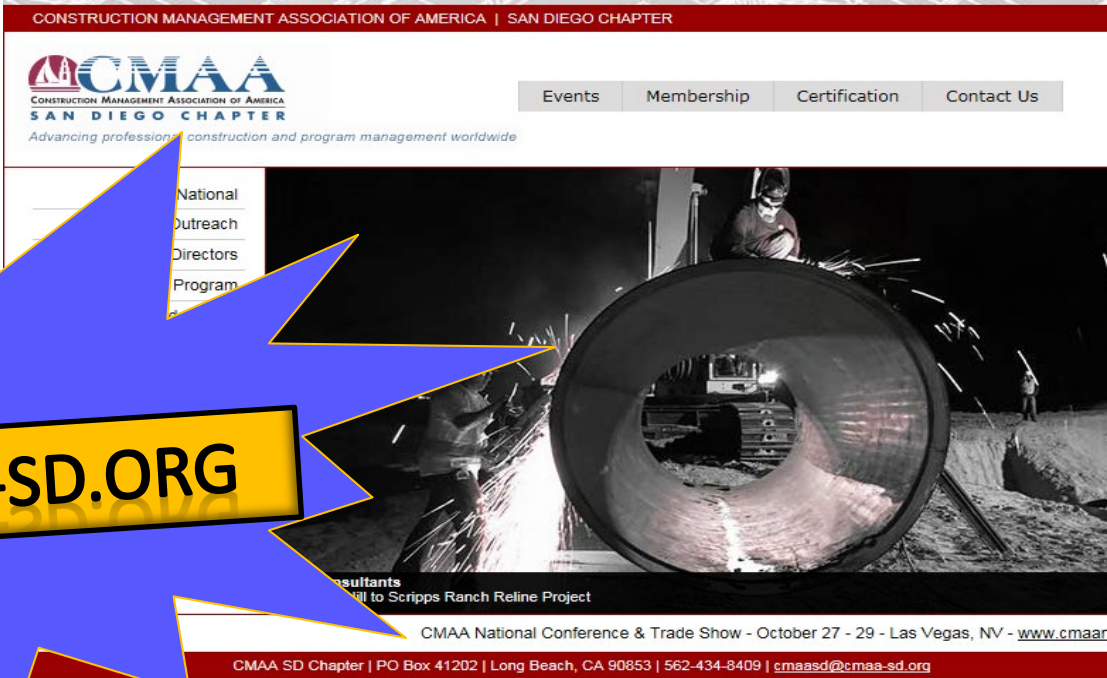 CONSTRUCTION MANAGEMENT ASSOCIATION OF AMERICA | SAN DIEGO CHAPTER
CMAA
CONSTRUCTION MANAGEMENT ASSOCIATION OF AMERICA
SAN DIEGO CHAPTER
Advancing professional construction and program management worldwide
Events Membership Certification Contact Us
National
Outreach
Directors
Program
-SD.ORG
to Scripps Ranch Reline Project
CMAA National Conference & Trade Show - October 27 - 29 - Las Vegas, NV - www.cmaa
CMAA SD Chapter | PO Box 41202 | Long Beach, CA 90853 | 562-434-8409 | cmaasd@cmaa-sd.org